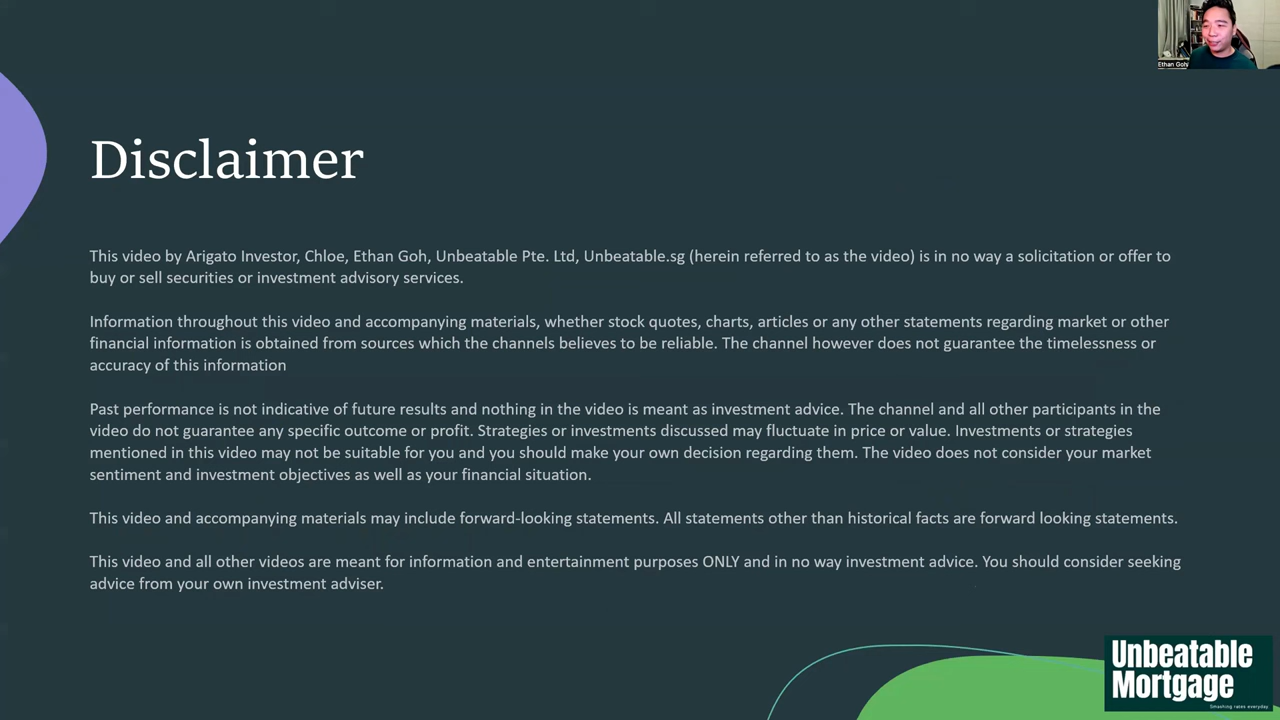 Ethan Goh
Disclaimer
This video by Arigato Investor, Chloe, Ethan Goh, Unbeatable Pte. Ltd, Unbeatable.sg (herein referred to as the video) is in no way a solicitation or offer to
buy or sell securities or investment advisory services.
Information throughout this video and accompanying materials, whether stock quotes, charts, articles or any other statements regarding market or other
financial information is obtained from sources which the channels believes to be reliable. The channel however does not guarantee the timelessness or
accuracy of this information
Past performance is not indicative of future results and nothing in the video is meant as investment advice. The channel and all other participants in the
video do not guarantee any specific outcome or profit. Strategies or investments discussed may fluctuate in price or value. Investments or strategies
mentioned in this video may not be suitable for you and you should make your own decision regarding them. The video does not consider your market
sentiment and investment objectives as well as your financial situation.
This video and accompanying materials may include forward-looking statements. All statements other than historical facts are forward looking statements.
This video and all other videos are meant for information and entertainment purposes ONLY and in no way investment advice. You should consider seeking
advice from your own investment adviser.
Unbeatable
Mortgage
Smashing rates everyday.